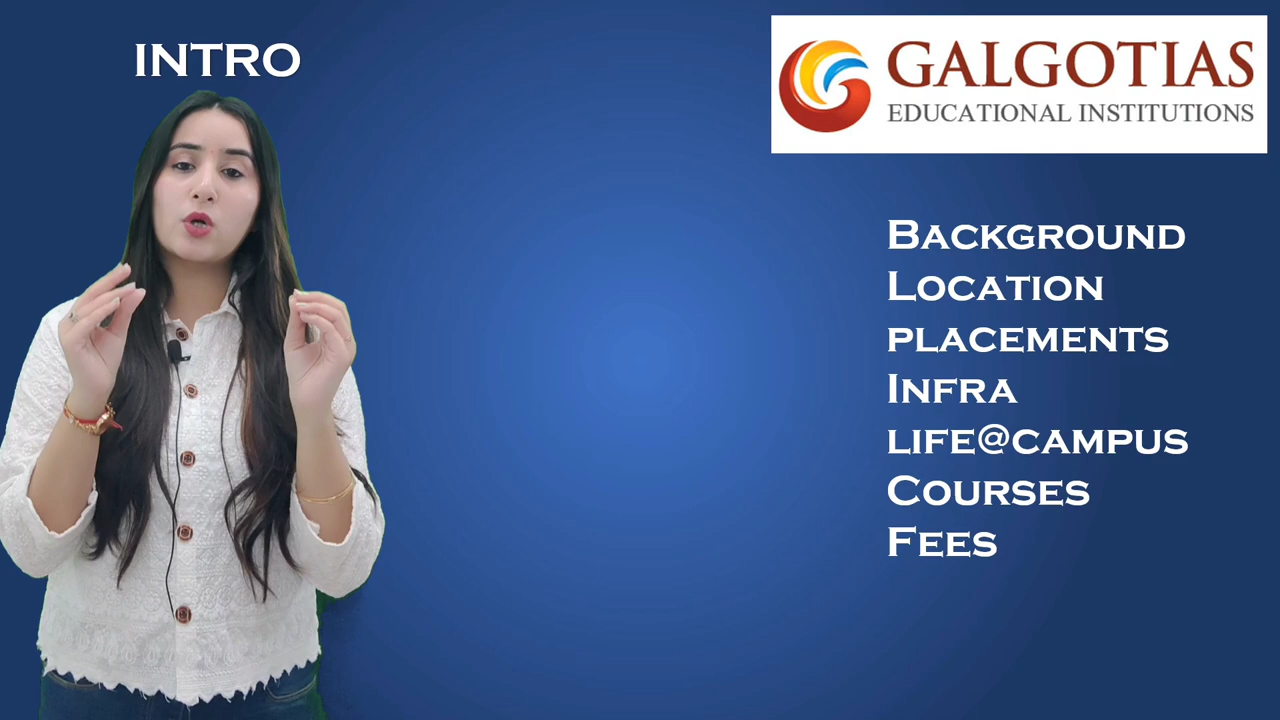 INTRO
GALGOTIAS
EDUCATIONAL INSTITUTIONS
BACKGROUND
LOCATION
PLACEMENTS
INFRA
LIFE@CAMPUS
COURSES
FEES